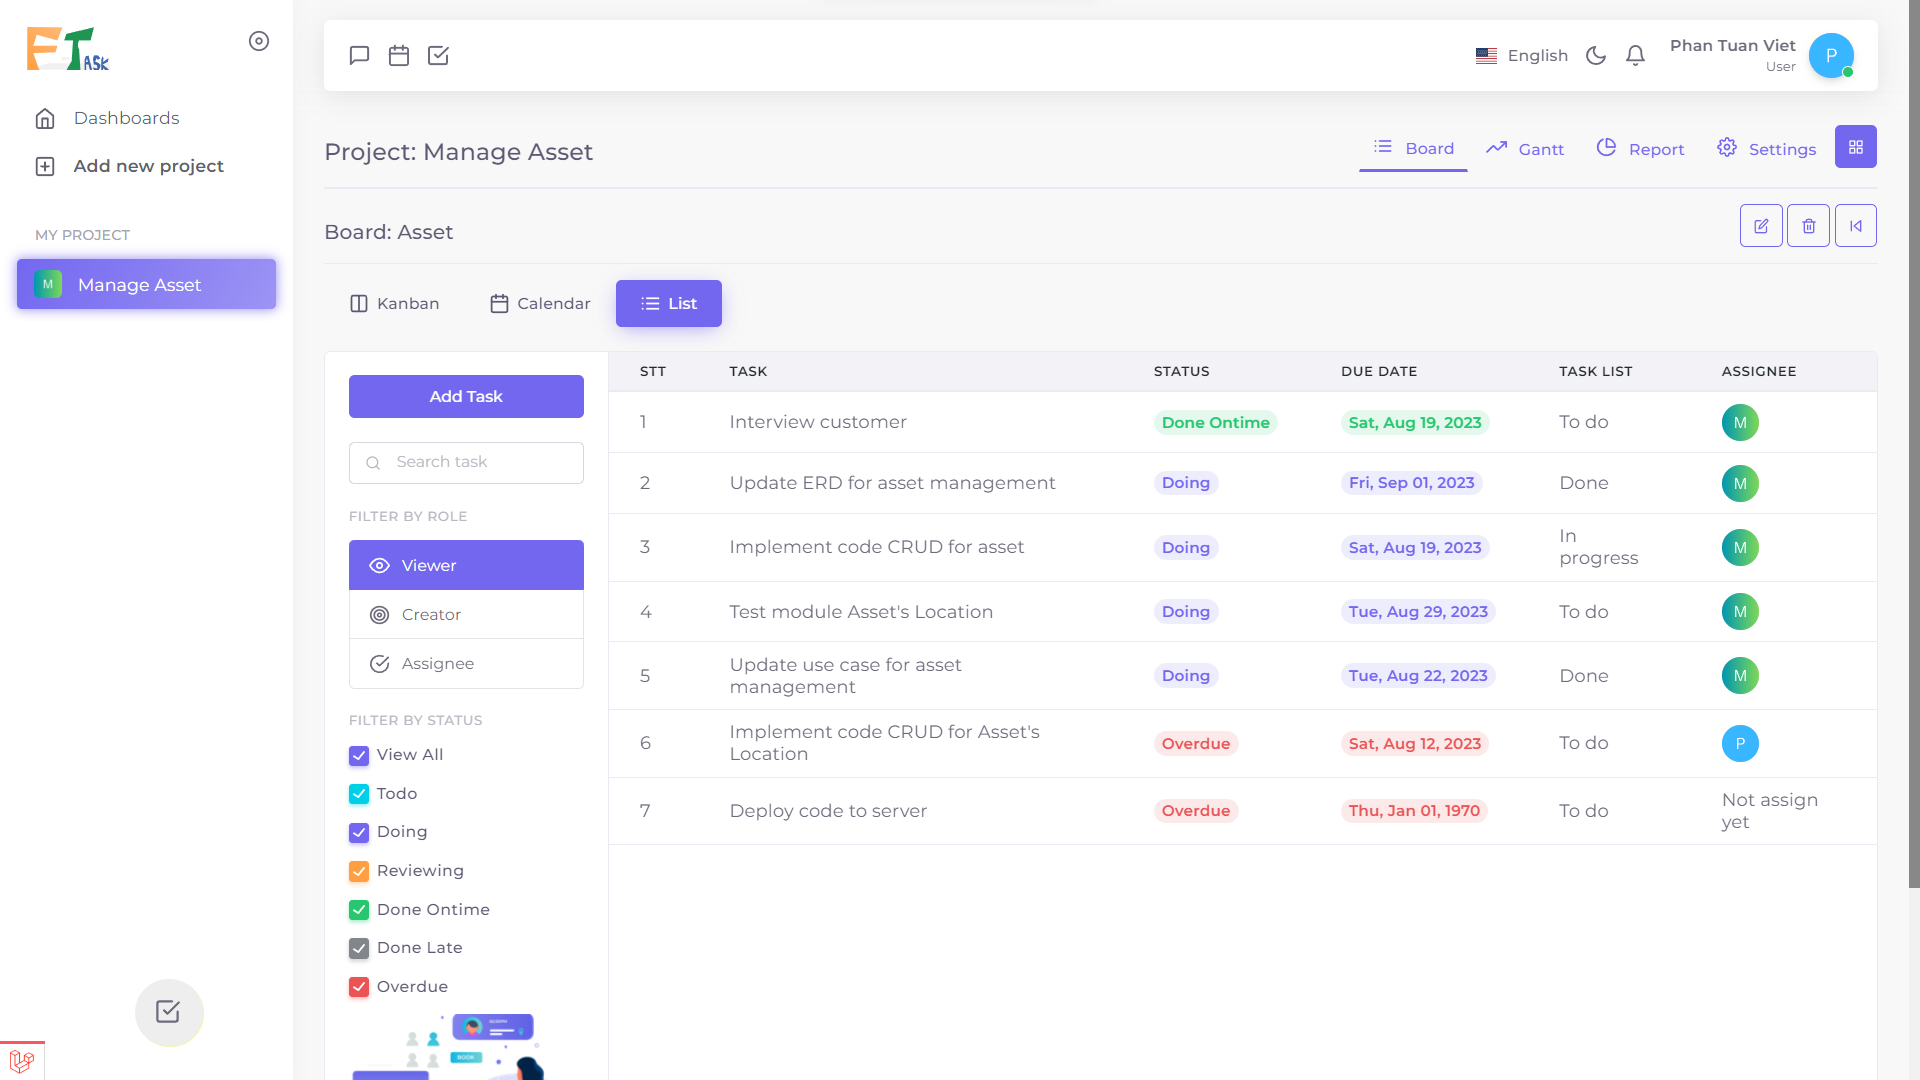 ET ASK
Dashboards
Add new project
MY PROJECT
M Manage Asset
English
Phan Tuan Viet
User
P
Project: Manage Asset
Board
Gantt
Report
Settings
Board: Asset
Kanban
Calendar
List
Add Task
Search task
FILTER BY ROLE
Viewer
Creator
Assignee
FILTER BY STATUS
View All
Todo
Doing
Reviewing
Done Ontime
Done Late
Overdue
BOOK
STT TASK STATUS DUE DATE TASK LIST ASSIGNEE
1 Interview customer Done Ontime Sat, Aug 19, 2023 To do M
2 Update ERD for asset management Doing Fri, Sep 01, 2023 Done M
3 Implement code CRUD for asset Doing Sat, Aug 19, 2023 In
progress M
4 Test module Asset's Location Doing Tue, Aug 29, 2023 To do M
5 Update use case for asset
management Doing Tue, Aug 22, 2023 Done M
6 Implement code CRUD for Asset's
Location Overdue Sat, Aug 12, 2023 To do P
7 Deploy code to server Overdue Thu, Jan 01, 1970 To do Not assign
yet